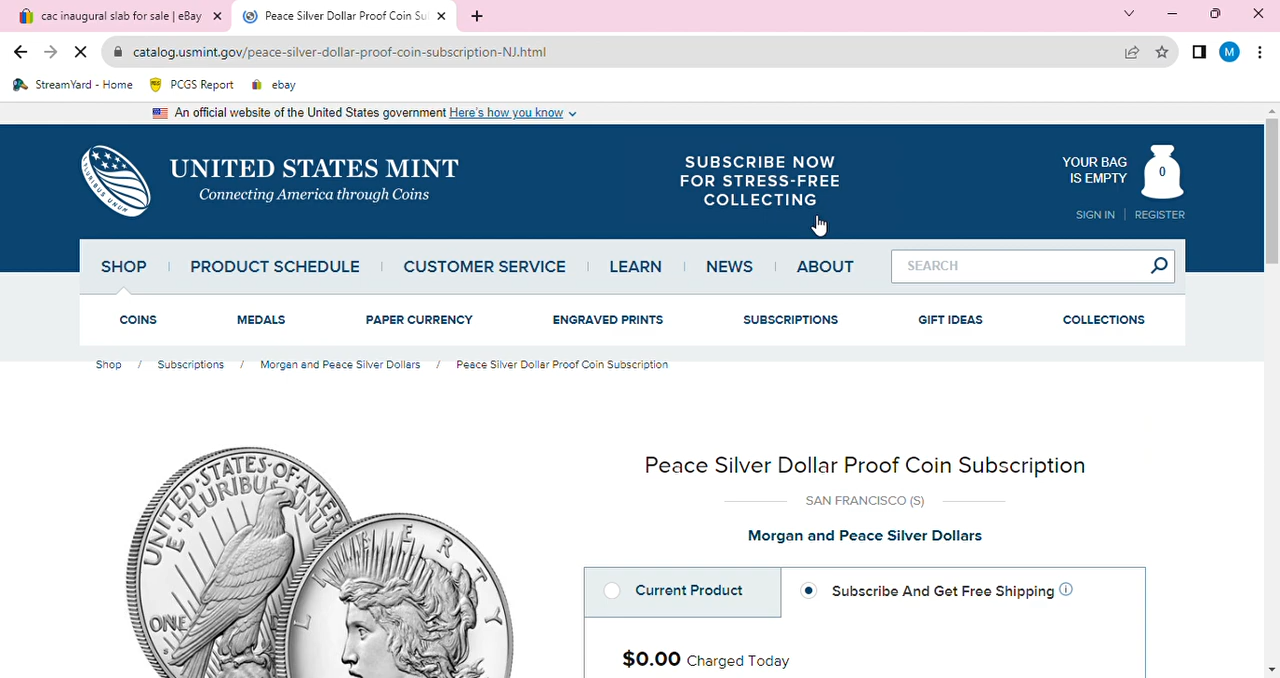 cac inaugural slab for sale | eBay
Peace Silver Dollar Proof Coin Su
catalog.usmint.gov/peace-silver-dollar-proof-coin-subscription-NJ.html
M
StreamYard - Home
PCGS Report
ebay
An official website of the United States government Here's how you know
PLURIBUS UNUM
UNITED STATES MINT
Connecting America through Coins
SUBSCRIBE NOW
FOR STRESS-FREE
COLLECTING
YOUR BAG
IS EMPTY
0
SIGN IN | REGISTER
SHOP
PRODUCT SCHEDULE
CUSTOMER SERVICE
LEARN
NEWS
ABOUT
SEARCH
COINS
MEDALS
PAPER CURRENCY
ENGRAVED PRINTS
SUBSCRIPTIONS
GIFT IDEAS
COLLECTIONS
Shop / Subscriptions / Morgan and Peace Silver Dollars / Peace Silver Dollar Proof Coin Subscription
UNITED·STATES·OF·AMERICA
E·PLURIBUS·UNUM
ONE
LIBERTY
Peace Silver Dollar Proof Coin Subscription
SAN FRANCISCO (S)
Morgan and Peace Silver Dollars
Current Product
Subscribe And Get Free Shipping
$0.00 Charged Today